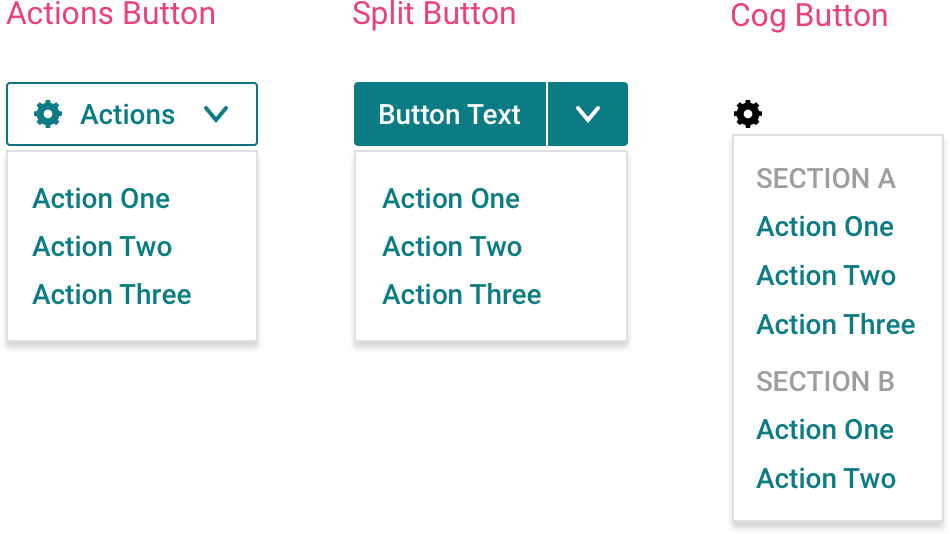 Actions Button
Actions
Action One
Action Two
Action Three
Split Button
Button Text
Action One
Action Two
Action Three
Cog Button
SECTION A
Action One
Action Two
Action Three
SECTION B
Action One
Action Two